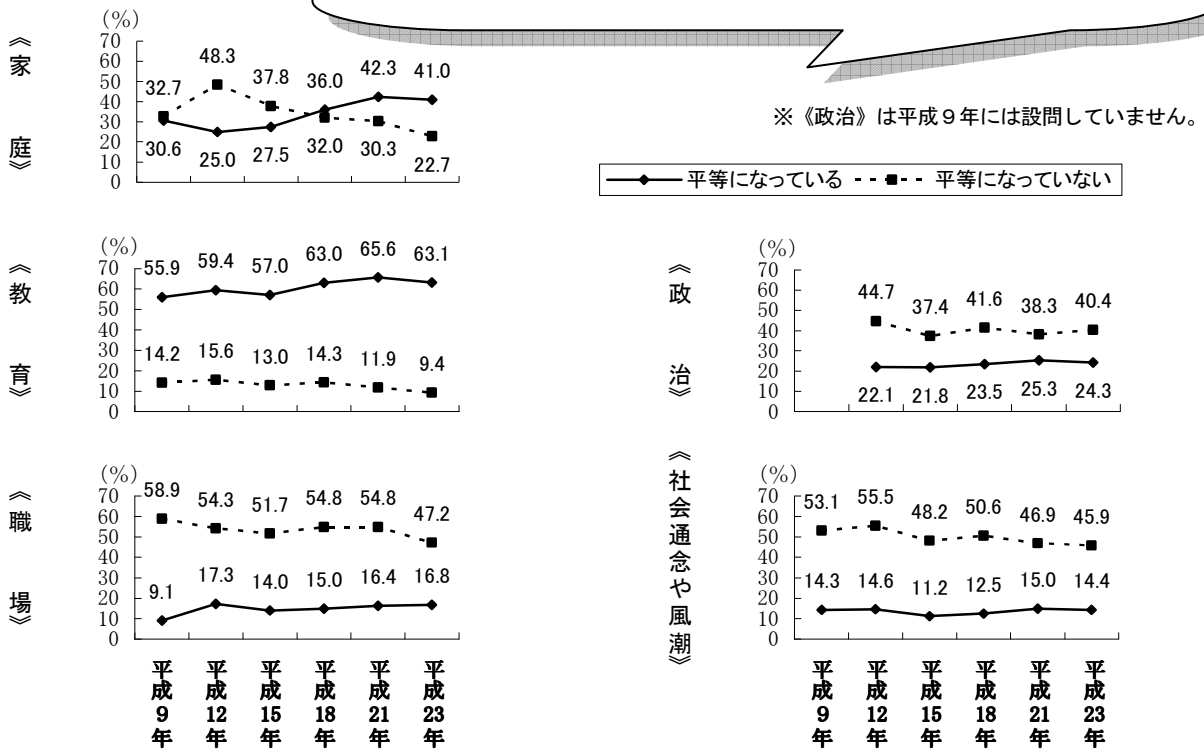 ※《政治》は平成９年には設問していません。
平等になっている 平等になっていない
《家庭》
(%)
70
60
50
40
30
20
10
0
32.7 48.3 37.8 36.0 42.3 41.0
30.6 25.0 27.5 32.0 30.3 22.7
《教育》
(%)
70
60
50
40
30
20
10
0
55.9 59.4 57.0 63.0 65.6 63.1
14.2 15.6 13.0 14.3 11.9 9.4
《職場》
(%)
70
60
50
40
30
20
10
0
58.9 54.3 51.7 54.8 54.8 47.2
9.1 17.3 14.0 15.0 16.4 16.8
平成9年 平成12年 平成15年 平成18年 平成21年 平成23年
《政治》
(%)
70
60
50
40
30
20
10
0
44.7 37.4 41.6 38.3 40.4
22.1 21.8 23.5 25.3 24.3
《社会通念や風潮》
(%)
70
60
50
40
30
20
10
0
53.1 55.5 48.2 50.6 46.9 45.9
14.3 14.6 11.2 12.5 15.0 14.4
平成9年 平成12年 平成15年 平成18年 平成21年 平成23年